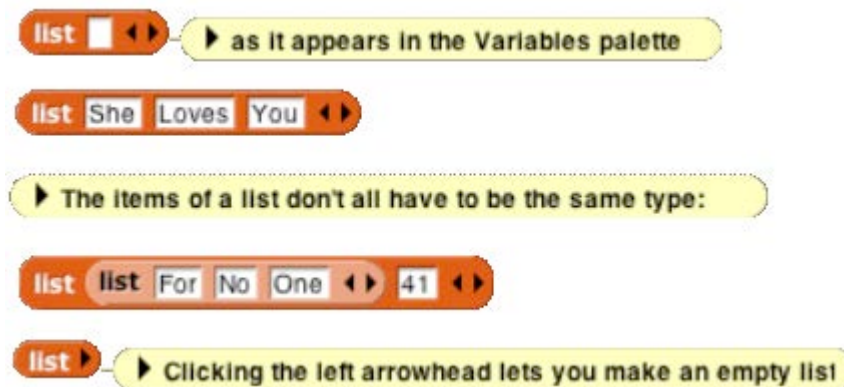 list as it appears in the Variables palette
list She Loves You
The items of a list don't all have to be the same type:
list list For No One 41
list Clicking the left arrowhead lets you make an empty list